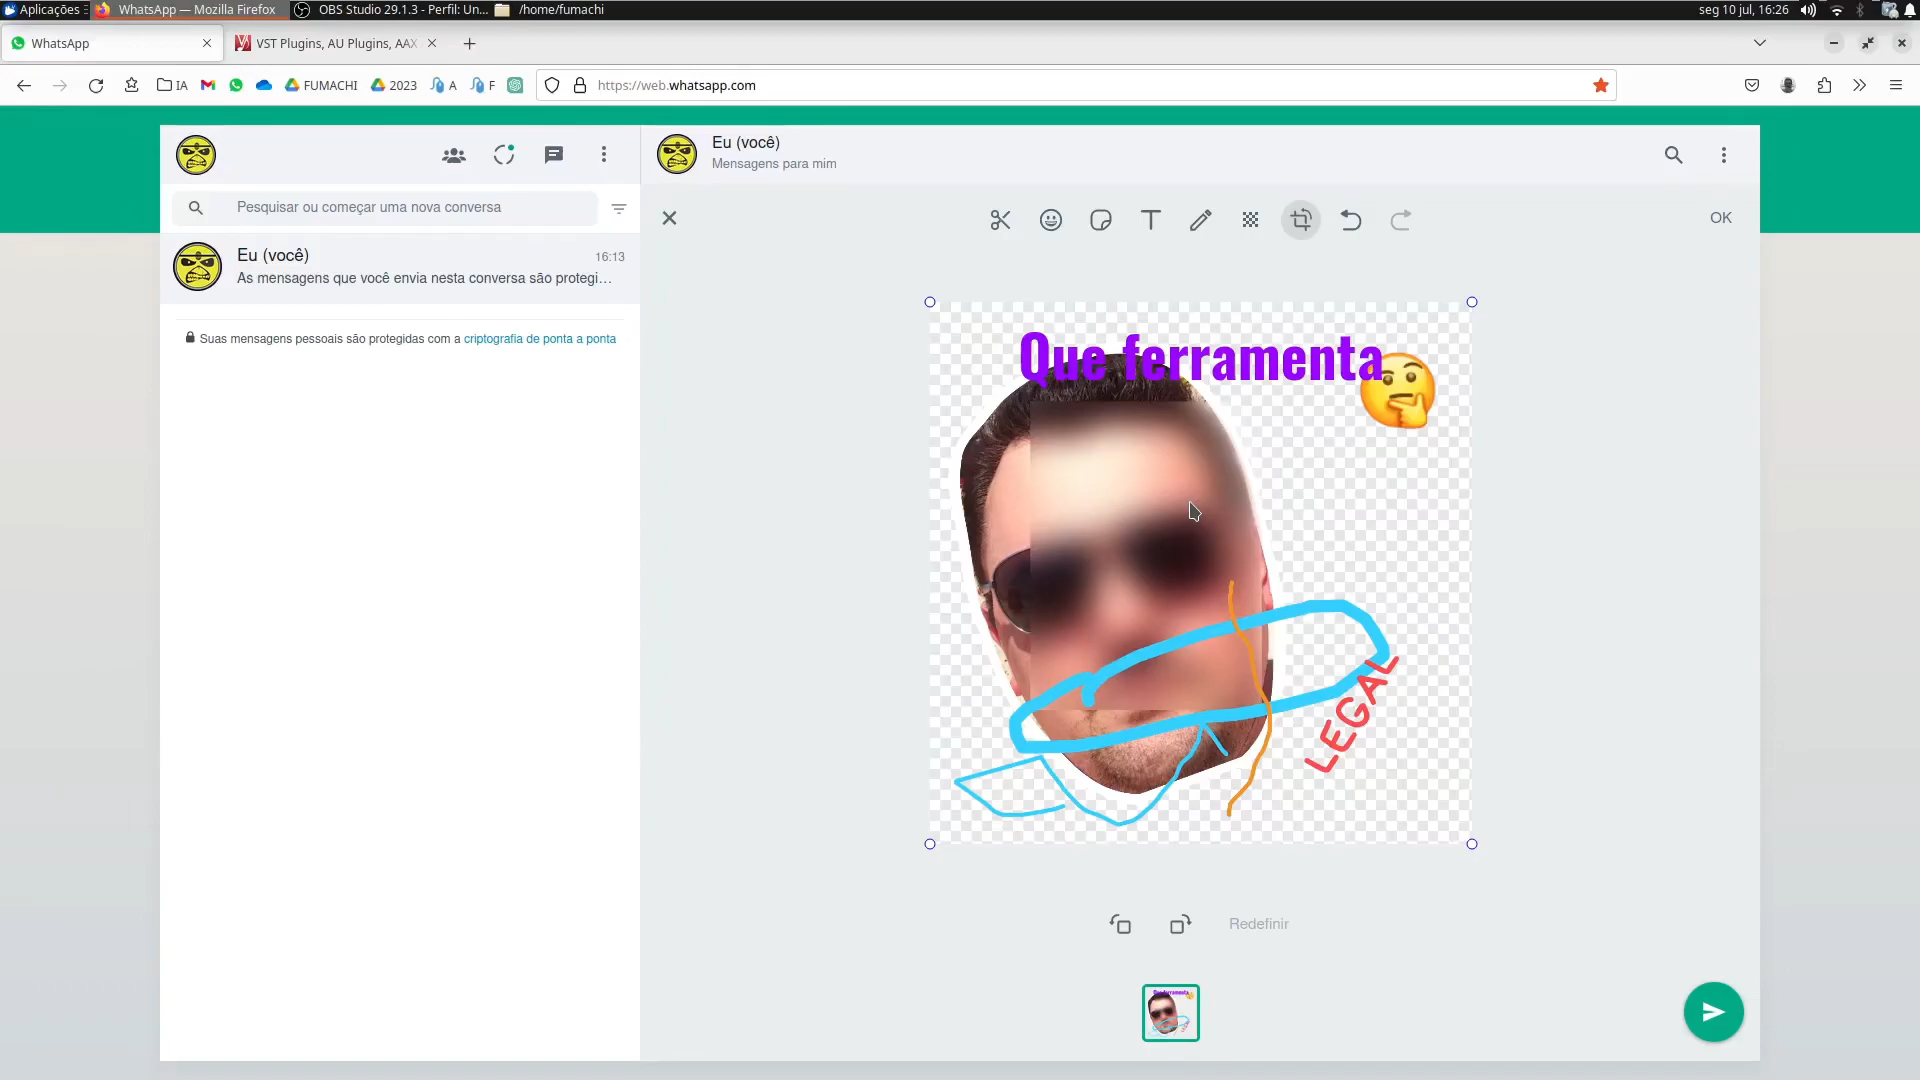 Aplicações
WhatsApp — Mozilla Firefox
OBS Studio 29.1.3 - Perfil: Un...
/home/fumachi
seg 10 jul, 16:26
WhatsApp
VST Plugins, AU Plugins, AAX
IA
FUMACHI
2023
A
F
https://web.whatsapp.com
Eu (você)
Mensagens para mim
Pesquisar ou começar uma nova conversa
OK
Eu (você)
16:13
As mensagens que você envia nesta conversa são protegi...
Suas mensagens pessoais são protegidas com a criptografia de ponta a ponta
Que ferramenta
LEGAL
Redefinir
Que ferramenta